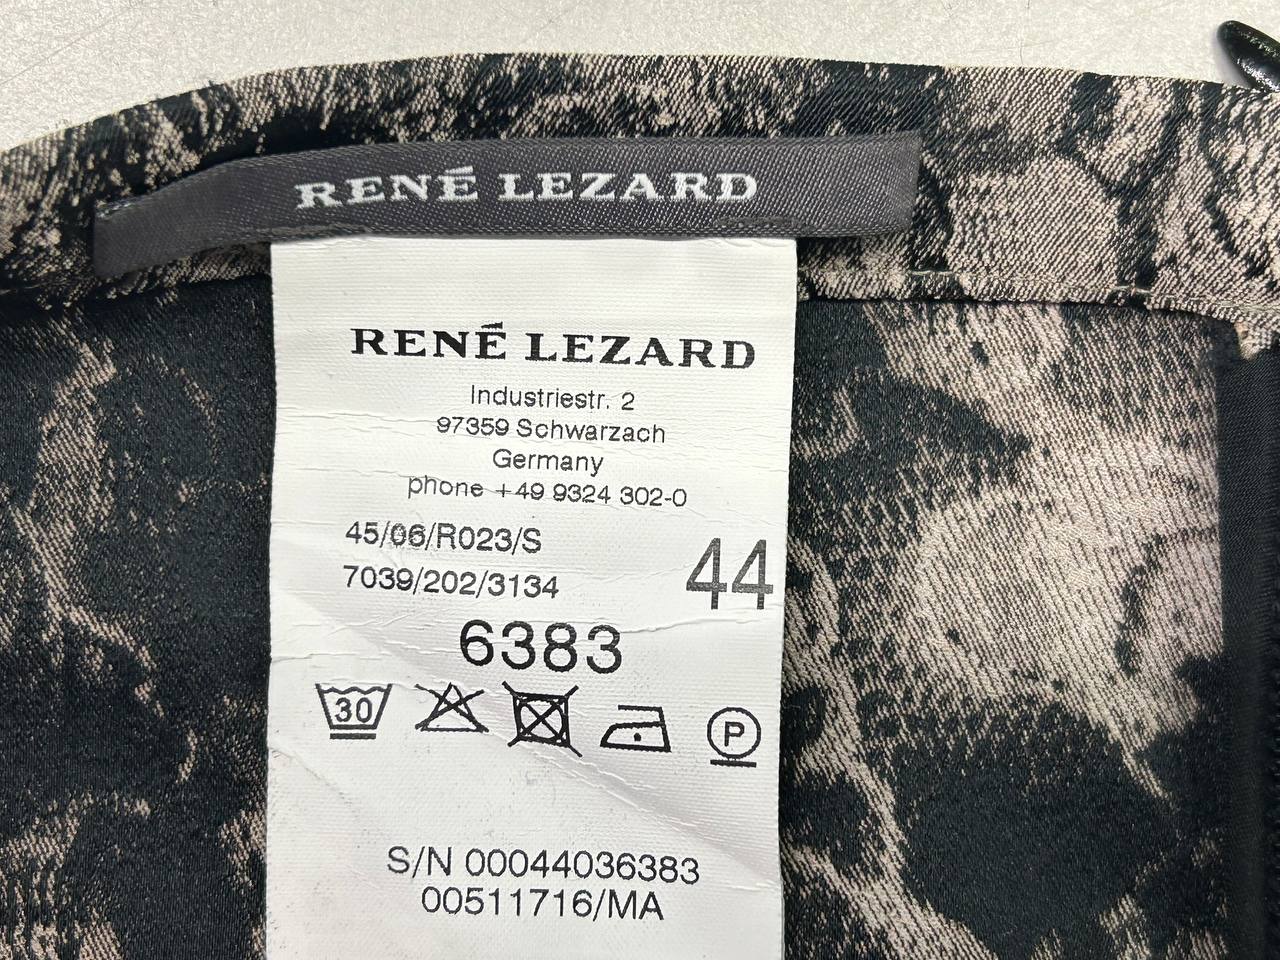 RENÉ LEZARD
RENÉ LEZARD
Industriestr. 2
97359 Schwarzach
Germany
phone +49 9324 302-0
45/06/R023/S
7039/202/3134
44
6383
30
P
S/N 00044036383
00511716/MA